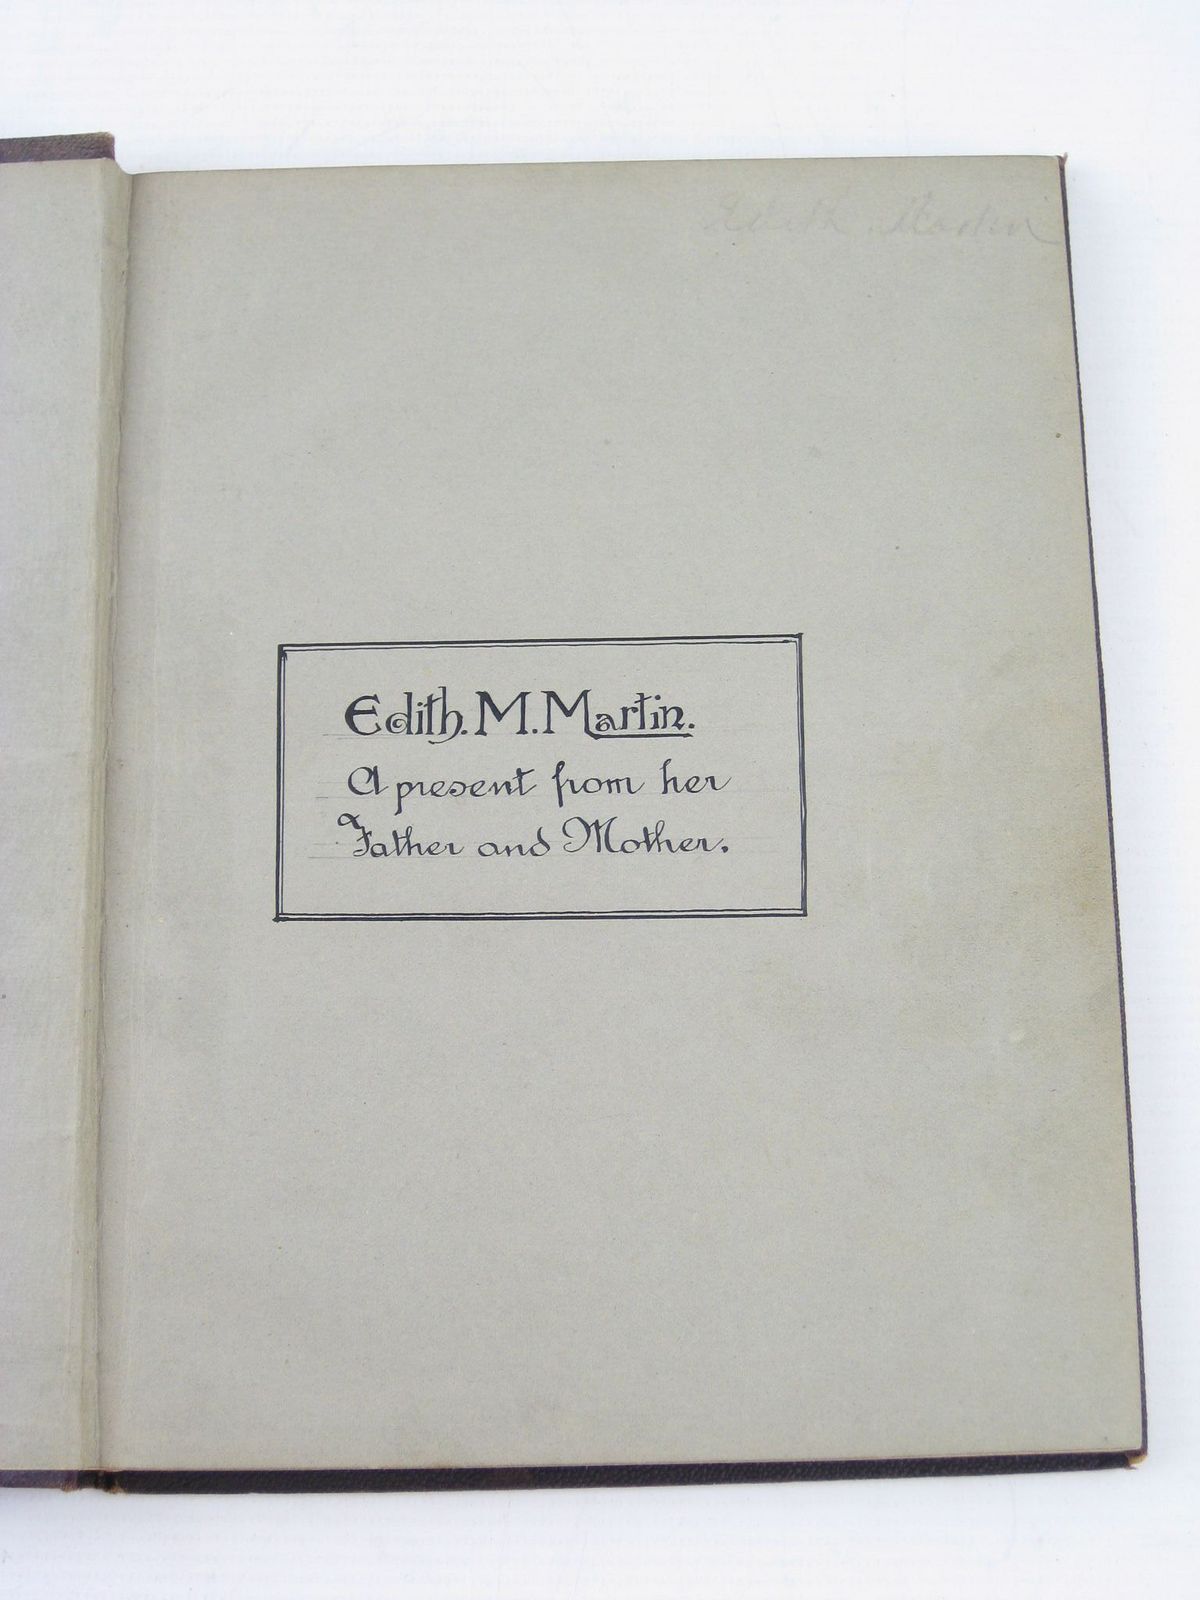 Edith. Martin
Edith. M. Martin.
A present from her
Father and Mother.